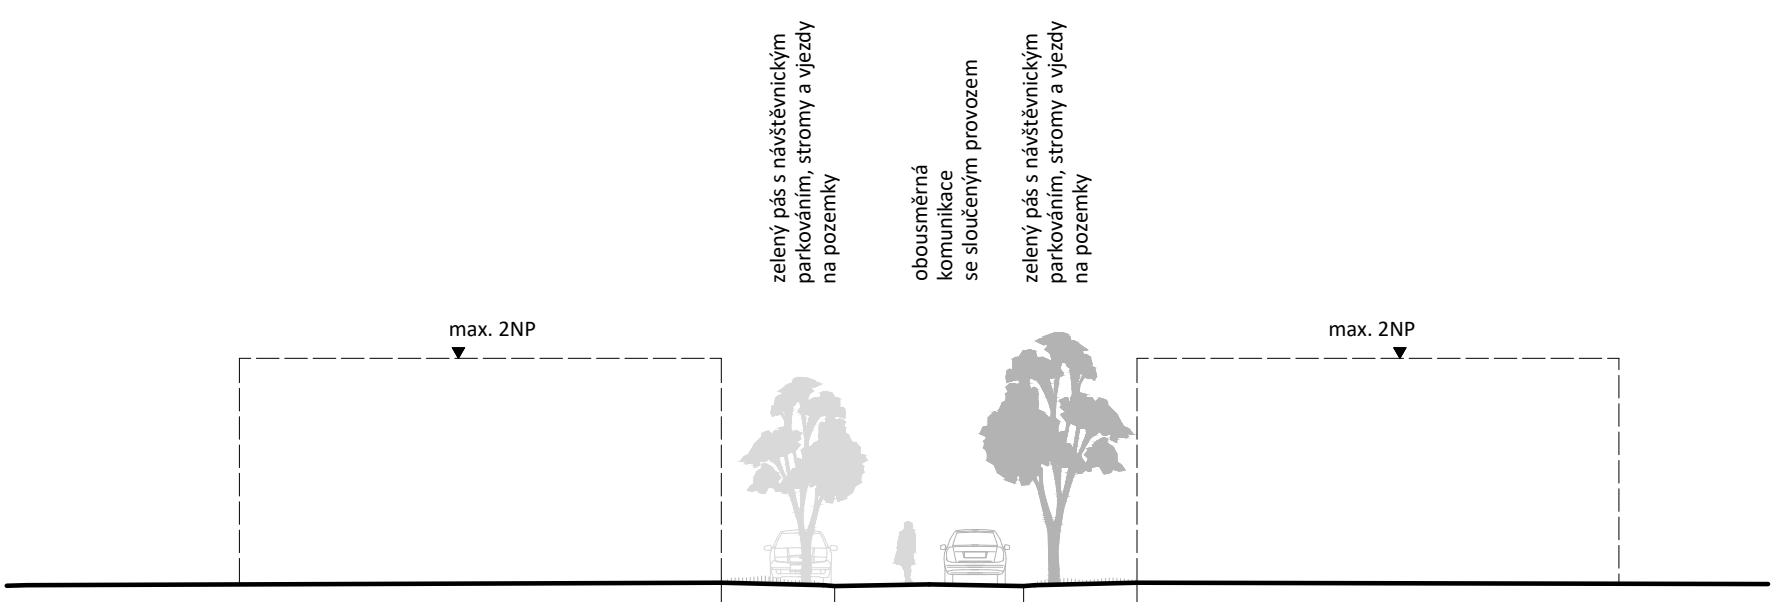 zelený pás s návštěvnickým
parkováním, stromy a vjezdy
na pozemky
obousměrná
komunikace
se sloučeným provozem
zelený pás s návštěvnickým
parkováním, stromy a vjezdy
na pozemky
max. 2NP
max. 2NP